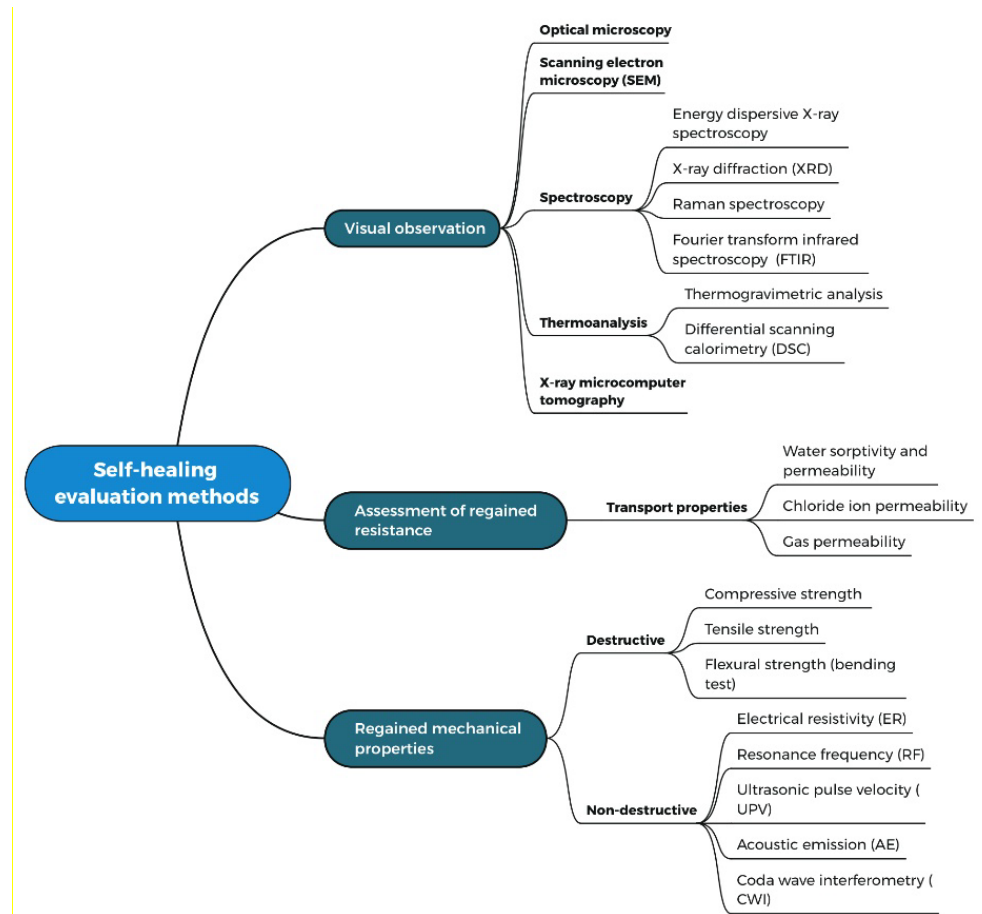 Optical microscopy
Scanning electron
microscopy (SEM)
Energy dispersive X-ray
spectroscopy
X-ray diffraction (XRD)
Spectroscopy
Raman spectroscopy
Visual observation
Fourier transform infrared
spectroscopy (FTIR)
Thermogravimetric analysis
Thermoanalysis
Differential scanning
calorimetry (DSC)
X-ray microcomputer
tomography
Self-healing
evaluation methods
Water sorptivity and
permeability
Assessment of regained
resistance
Transport properties
Chloride ion permeability
Gas permeability
Compressive strength
Destructive
Tensile strength
Flexural strength (bending
test)
Regained mechanical
properties
Electrical resistivity (ER)
Resonance frequency (RF)
Ultrasonic pulse velocity (
UPV)
Non-destructive
Acoustic emission (AE)
Coda wave interferometry (
CWI)